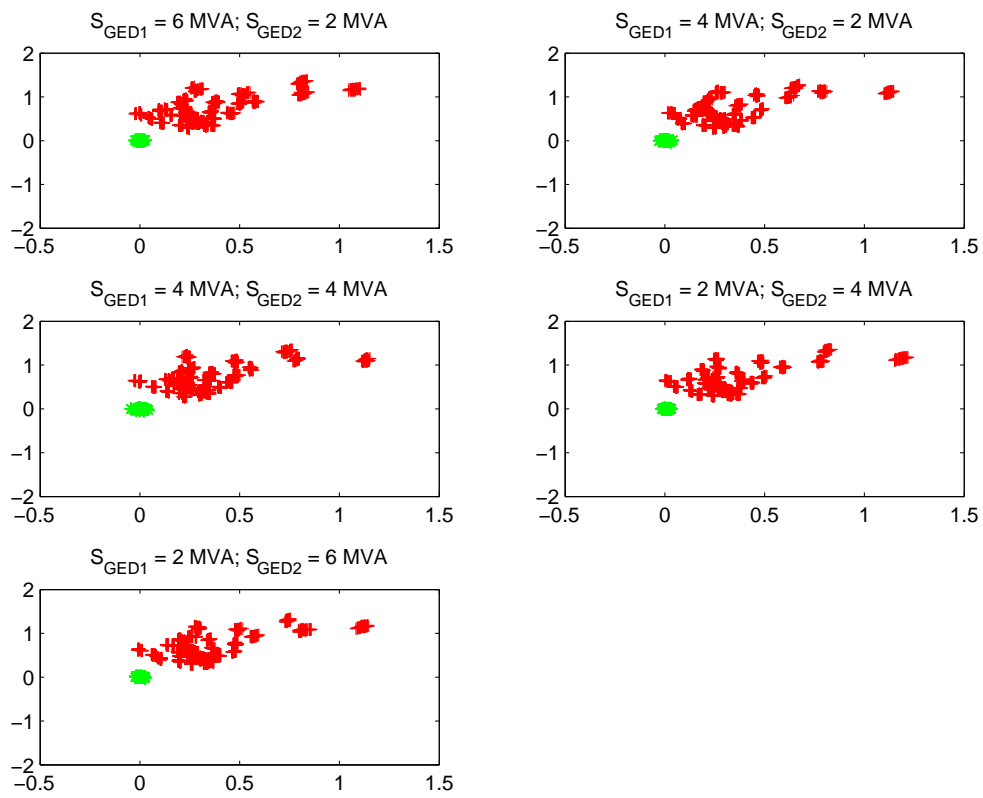 S_GED1 = 6 MVA; S_GED2 = 2 MVA
2
1
0
−1
−2
−0.5 0 0.5 1 1.5
S_GED1 = 4 MVA; S_GED2 = 2 MVA
2
1
0
−1
−2
−0.5 0 0.5 1 1.5
S_GED1 = 4 MVA; S_GED2 = 4 MVA
2
1
0
−1
−2
−0.5 0 0.5 1 1.5
S_GED1 = 2 MVA; S_GED2 = 4 MVA
2
1
0
−1
−2
−0.5 0 0.5 1 1.5
S_GED1 = 2 MVA; S_GED2 = 6 MVA
2
1
0
−1
−2
−0.5 0 0.5 1 1.5